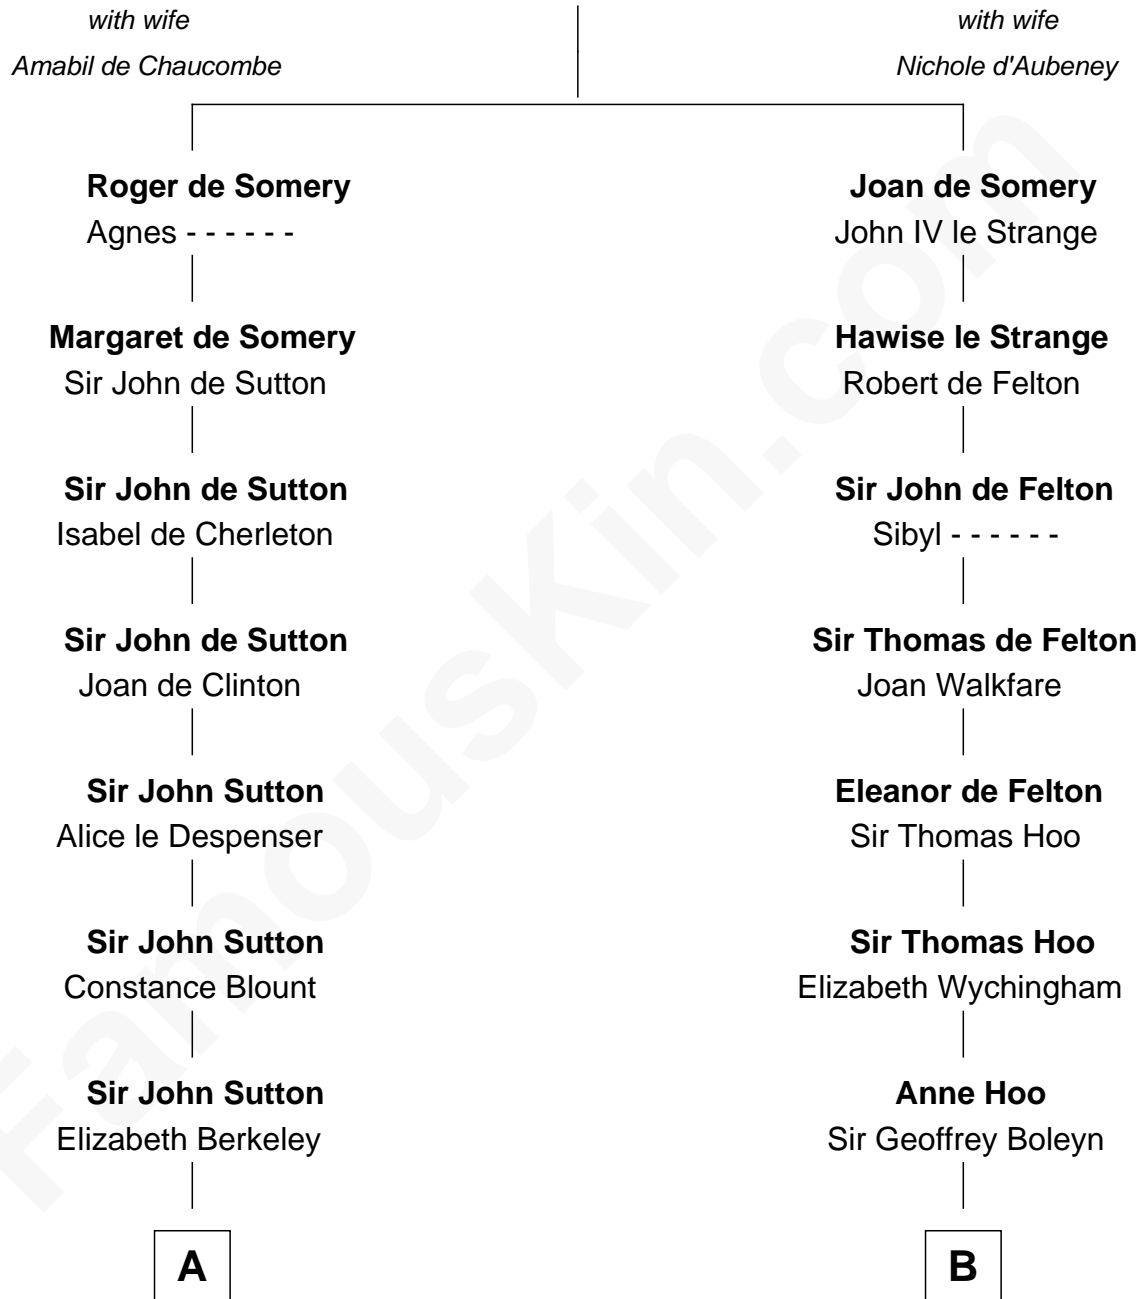 with wife
Amabil de Chaucombe
with wife
Nichole d'Aubeney
Roger de Somery
Agnes - - - - - -
Joan de Somery
John IV le Strange
Margaret de Somery
Sir John de Sutton
Hawise le Strange
Robert de Felton
Sir John de Sutton
Isabel de Cherleton
Sir John de Felton
Sibyl - - - - - -
Sir John de Sutton
Joan de Clinton
Sir Thomas de Felton
Joan Walkfare
Sir John Sutton
Alice le Despenser
Eleanor de Felton
Sir Thomas Hoo
Sir John Sutton
Constance Blount
Sir Thomas Hoo
Elizabeth Wychingham
Sir John Sutton
Elizabeth Berkeley
Anne Hoo
Sir Geoffrey Boleyn
A
B
FamousKin.com